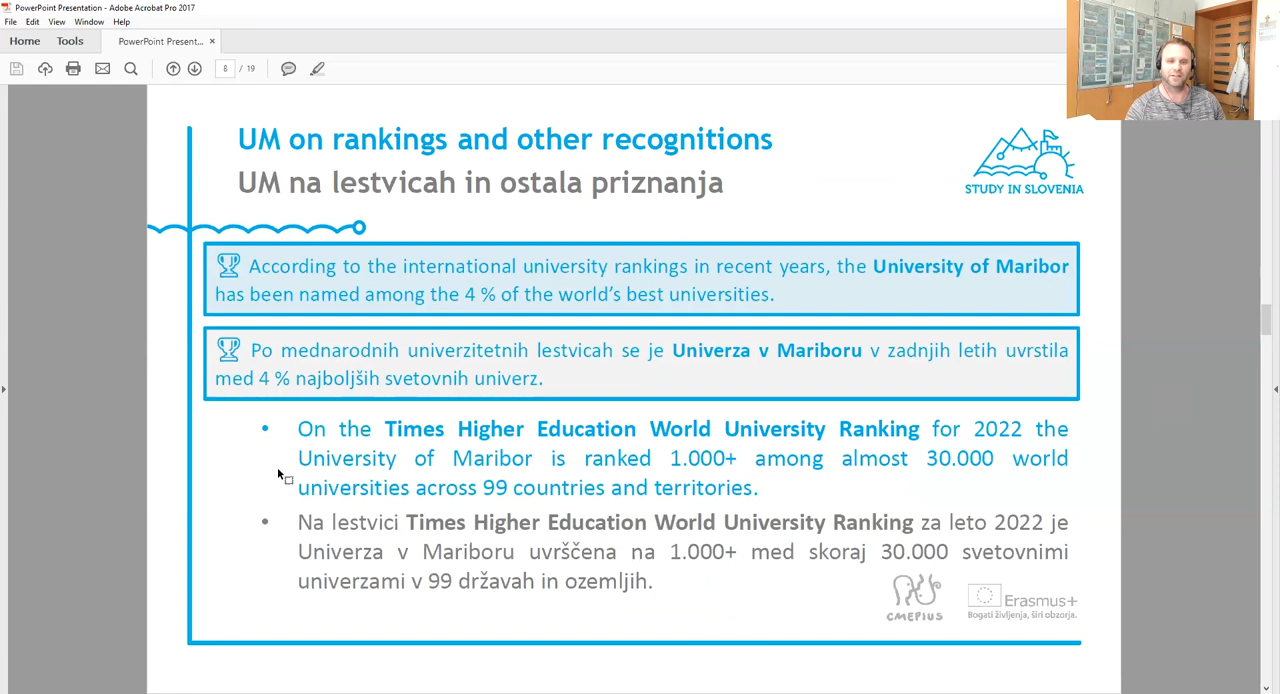 PowerPoint Presentation - Adobe Acrobat Pro 2017
File Edit View Window Help
Home Tools PowerPoint Present... ×
8 / 19
UM on rankings and other recognitions
UM na lestvicah in ostala priznanja
STUDY IN SLOVENIA
According to the international university rankings in recent years, the University of Maribor
has been named among the 4 % of the world's best universities.
Po mednarodnih univerzitetnih lestvicah se je Univerza v Mariboru v zadnjih letih uvrstila
med 4 % najboljših svetovnih univerz.
• On the Times Higher Education World University Ranking for 2022 the
University of Maribor is ranked 1.000+ among almost 30.000 world
universities across 99 countries and territories.
• Na lestvici Times Higher Education World University Ranking za leto 2022 je
Univerza v Mariboru uvrščena na 1.000+ med skoraj 30.000 svetovnimi
univerzami v 99 državah in ozemljih.
CMEPIUS
Erasmus+
Bogati življenja, širi obzorja.